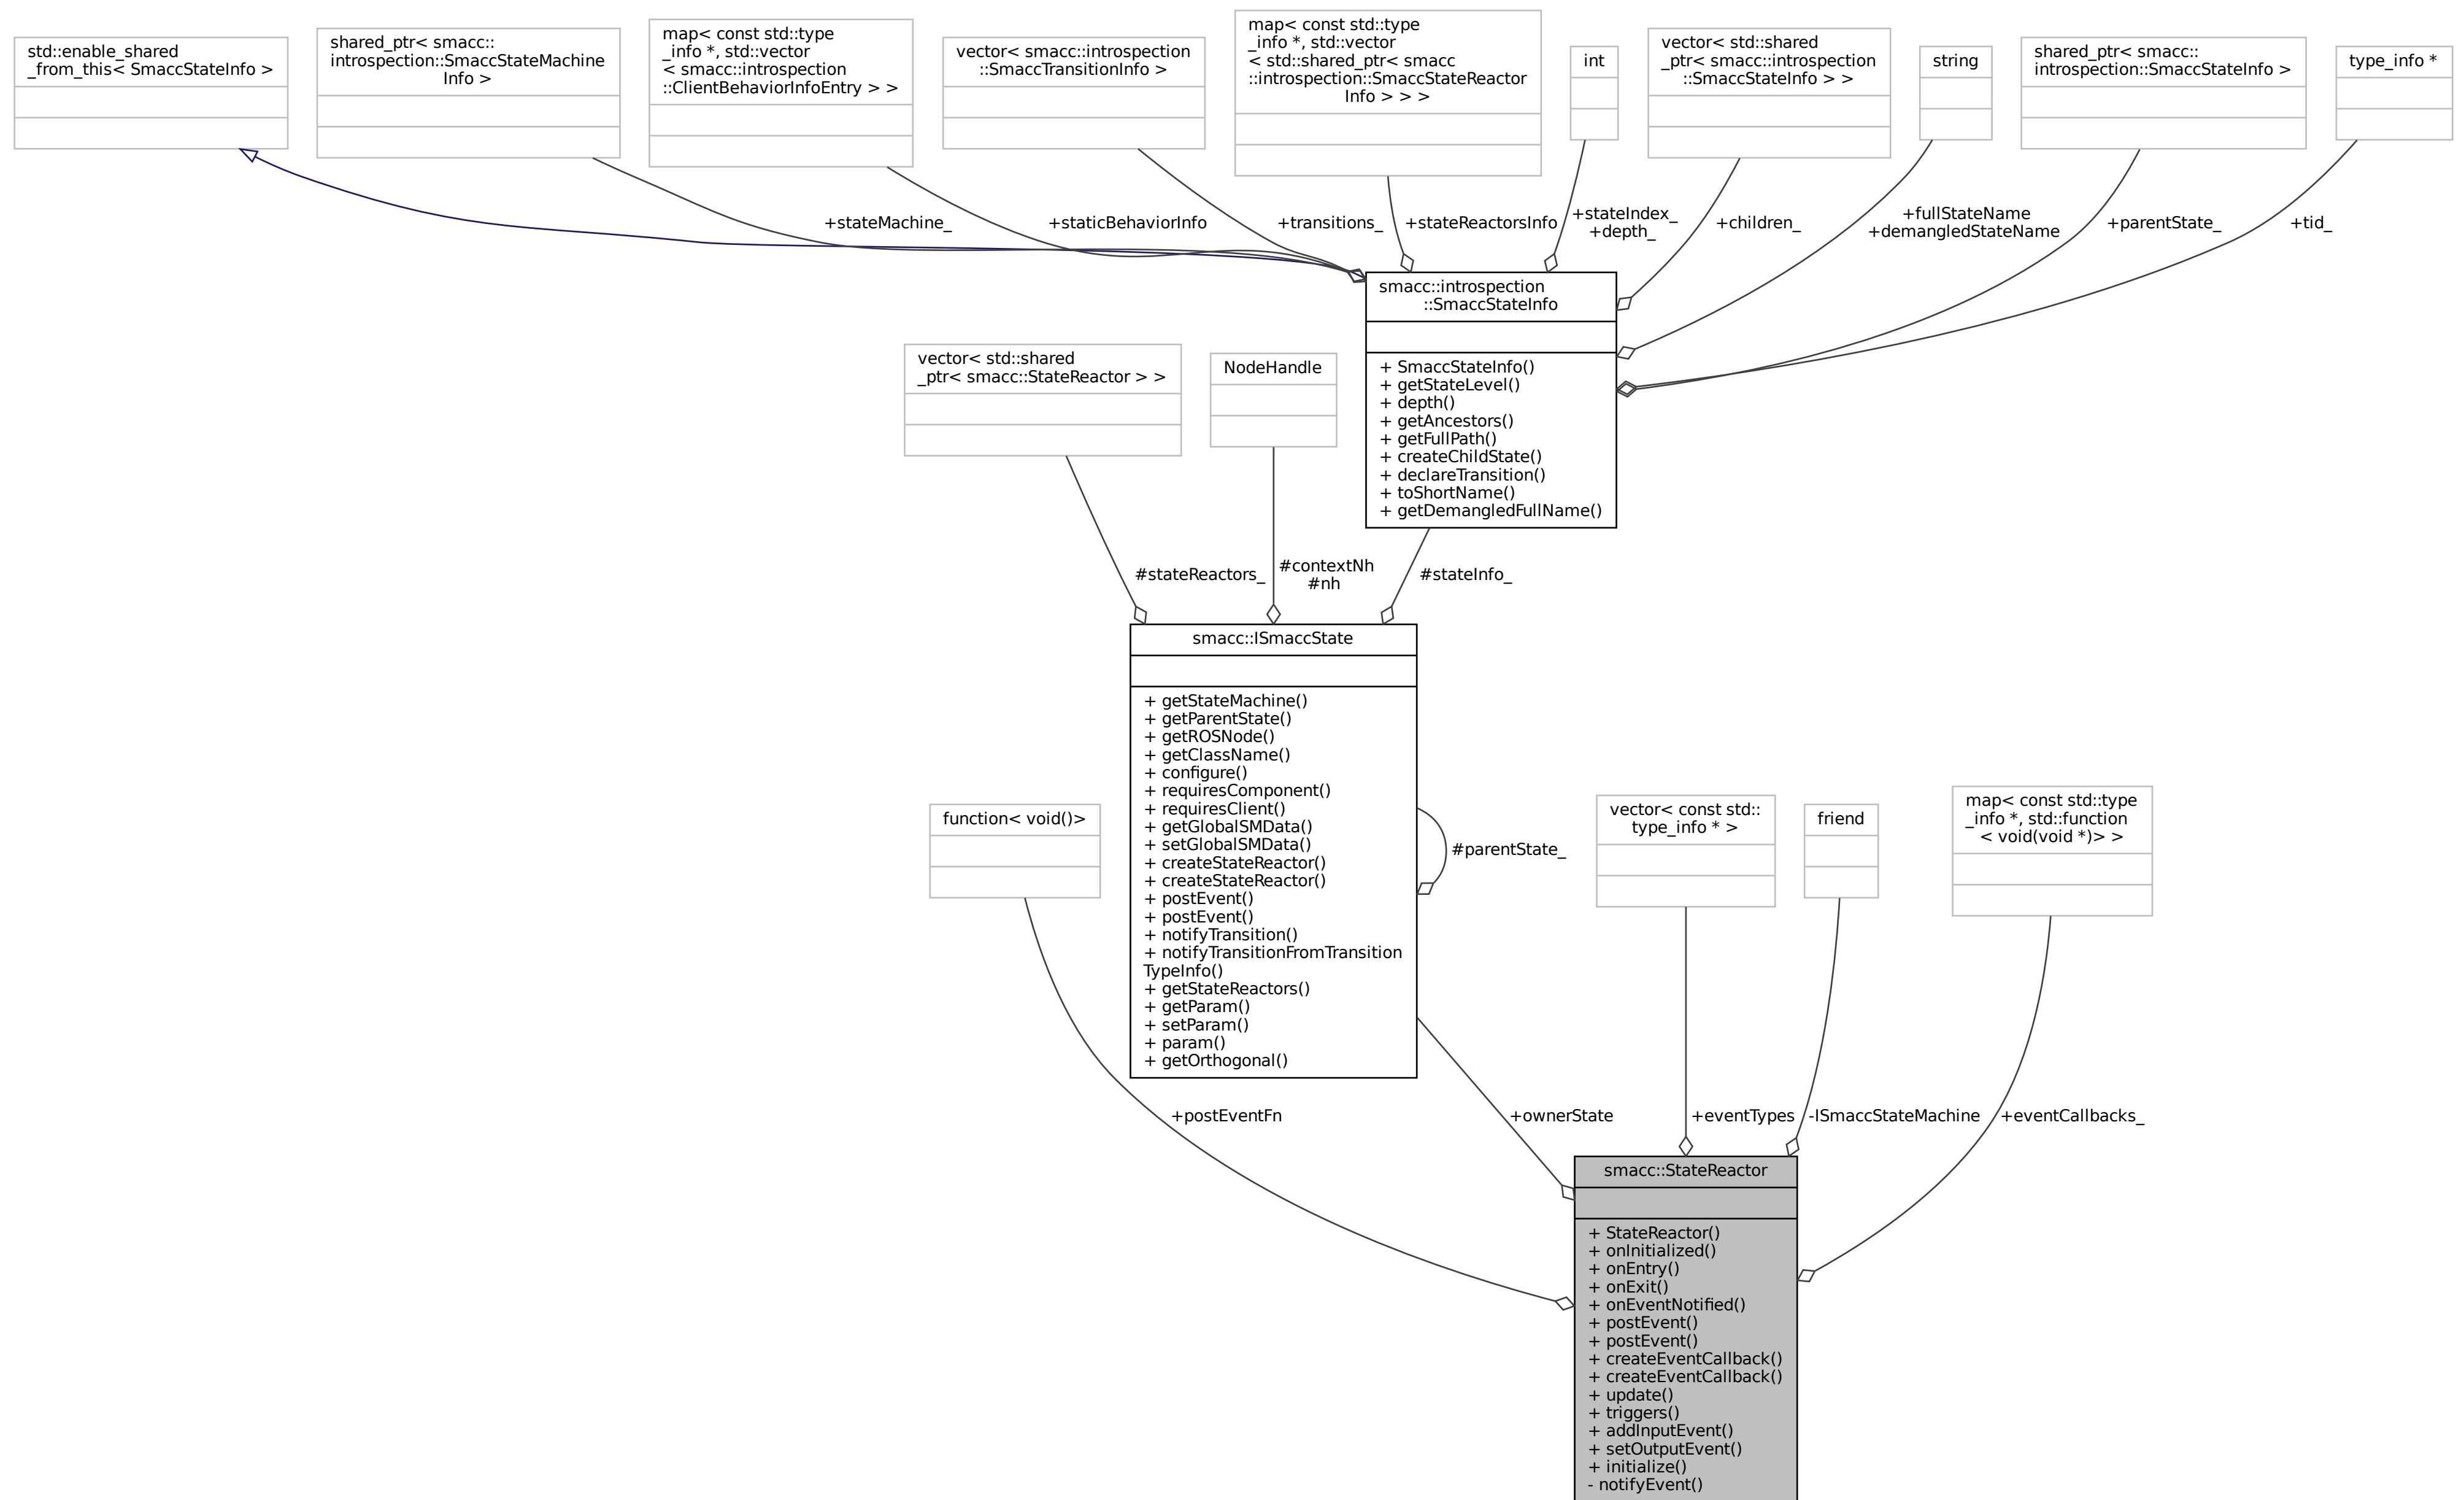 std::enable_shared
_from_this< SmaccStateInfo >
shared_ptr< smacc::
introspection::SmaccStateMachine
Info >
map< const std::type
_info *, std::vector
< smacc::introspection
::ClientBehaviorInfoEntry > >
vector< smacc::introspection
::SmaccTransitionInfo >
map< const std::type
_info *, std::vector
< std::shared_ptr< smacc
::introspection::SmaccStateReactor
Info > > >
int
vector< std::shared
_ptr< smacc::introspection
::SmaccStateInfo > >
string
shared_ptr< smacc::
introspection::SmaccStateInfo >
type_info *
+stateMachine_
+staticBehaviorInfo
+transitions_
+stateReactorsInfo
+stateIndex_
+depth_
+children_
+fullStateName
+demangledStateName
+parentState_
+tid_
smacc::introspection
::SmaccStateInfo
+ SmaccStateInfo()
+ getStateLevel()
+ depth()
+ getAncestors()
+ getFullPath()
+ createChildState()
+ declareTransition()
+ toShortName()
+ getDemangledFullName()
vector< std::shared
_ptr< smacc::StateReactor > >
NodeHandle
#stateReactors_
#contextNh
#nh
#stateInfo_
smacc::ISmaccState
+ getStateMachine()
+ getParentState()
+ getROSNode()
+ getClassName()
+ configure()
+ requiresComponent()
+ requiresClient()
+ getGlobalSMData()
+ setGlobalSMData()
+ createStateReactor()
+ createStateReactor()
+ postEvent()
+ postEvent()
+ notifyTransition()
+ notifyTransitionFromTransition
TypeInfo()
+ getStateReactors()
+ getParam()
+ setParam()
+ param()
+ getOrthogonal()
#parentState_
function< void()>
vector< const std::
type_info * >
friend
map< const std::type
_info *, std::function
< void(void *)> >
+postEventFn
+ownerState
+eventTypes
-ISmaccStateMachine
+eventCallbacks_
smacc::StateReactor
+ StateReactor()
+ onInitialized()
+ onEntry()
+ onExit()
+ onEventNotified()
+ postEvent()
+ postEvent()
+ createEventCallback()
+ createEventCallback()
+ update()
+ triggers()
+ addInputEvent()
+ setOutputEvent()
+ initialize()
- notifyEvent()